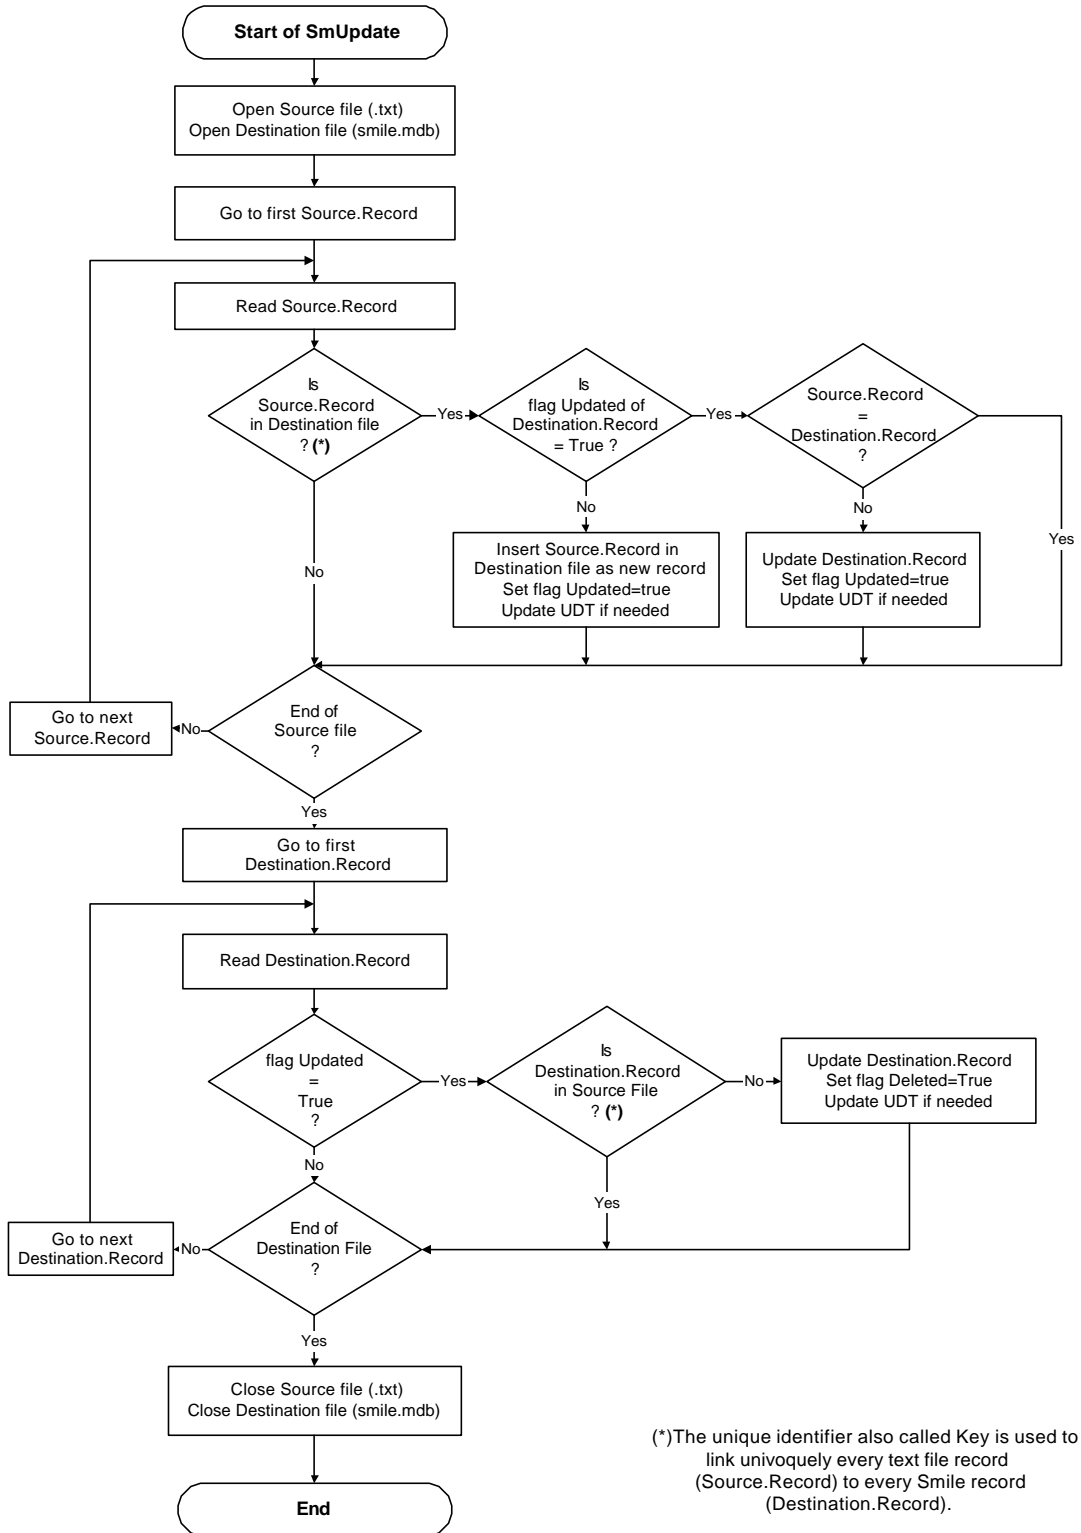 Start of SmUpdate
Open Source file (.txt)
Open Destination file (smile.mdb)
Go to first Source.Record
Read Source.Record
Is
Source.Record
in Destination file
? (*)
Yes
Is
flag Updated of
Destination.Record
= True ?
Yes
Source.Record
=
Destination.Record
?
Yes
No
No
No
Insert Source.Record in
Destination file as new record
Set flag Updated=true
Update UDT if needed
Update Destination.Record
Set flag Updated=true
Update UDT if needed
End of
Source file
?
No
Go to next
Source.Record
Yes
Go to first
Destination.Record
Read Destination.Record
flag Updated
=
True
?
Yes
Is
Destination.Record
in Source File
? (*)
No
Update Destination.Record
Set flag Deleted=True
Update UDT if needed
No
Yes
End of
Destination File
?
No
Go to next
Destination.Record
Yes
Close Source file (.txt)
Close Destination file (smile.mdb)
End
(*)The unique identifier also called Key is used to
link univoquely every text file record
(Source.Record) to every Smile record
(Destination.Record).